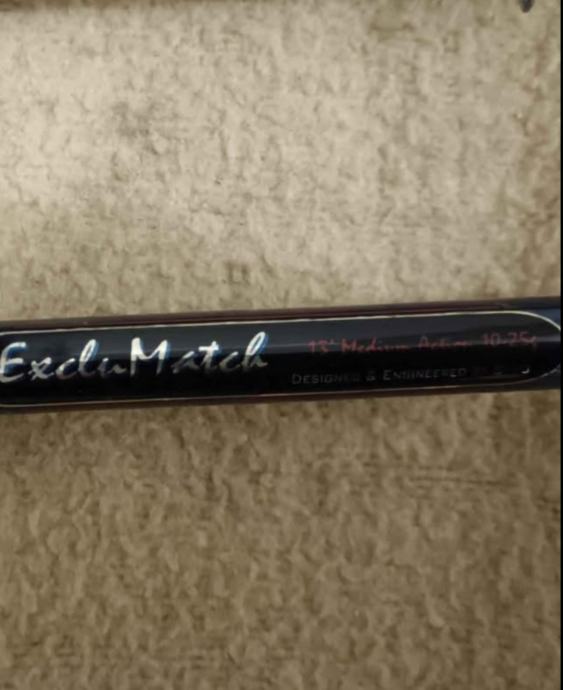 ExcluMatch
13' Medium Action 10-25g
DESIGNED & ENGINEERED